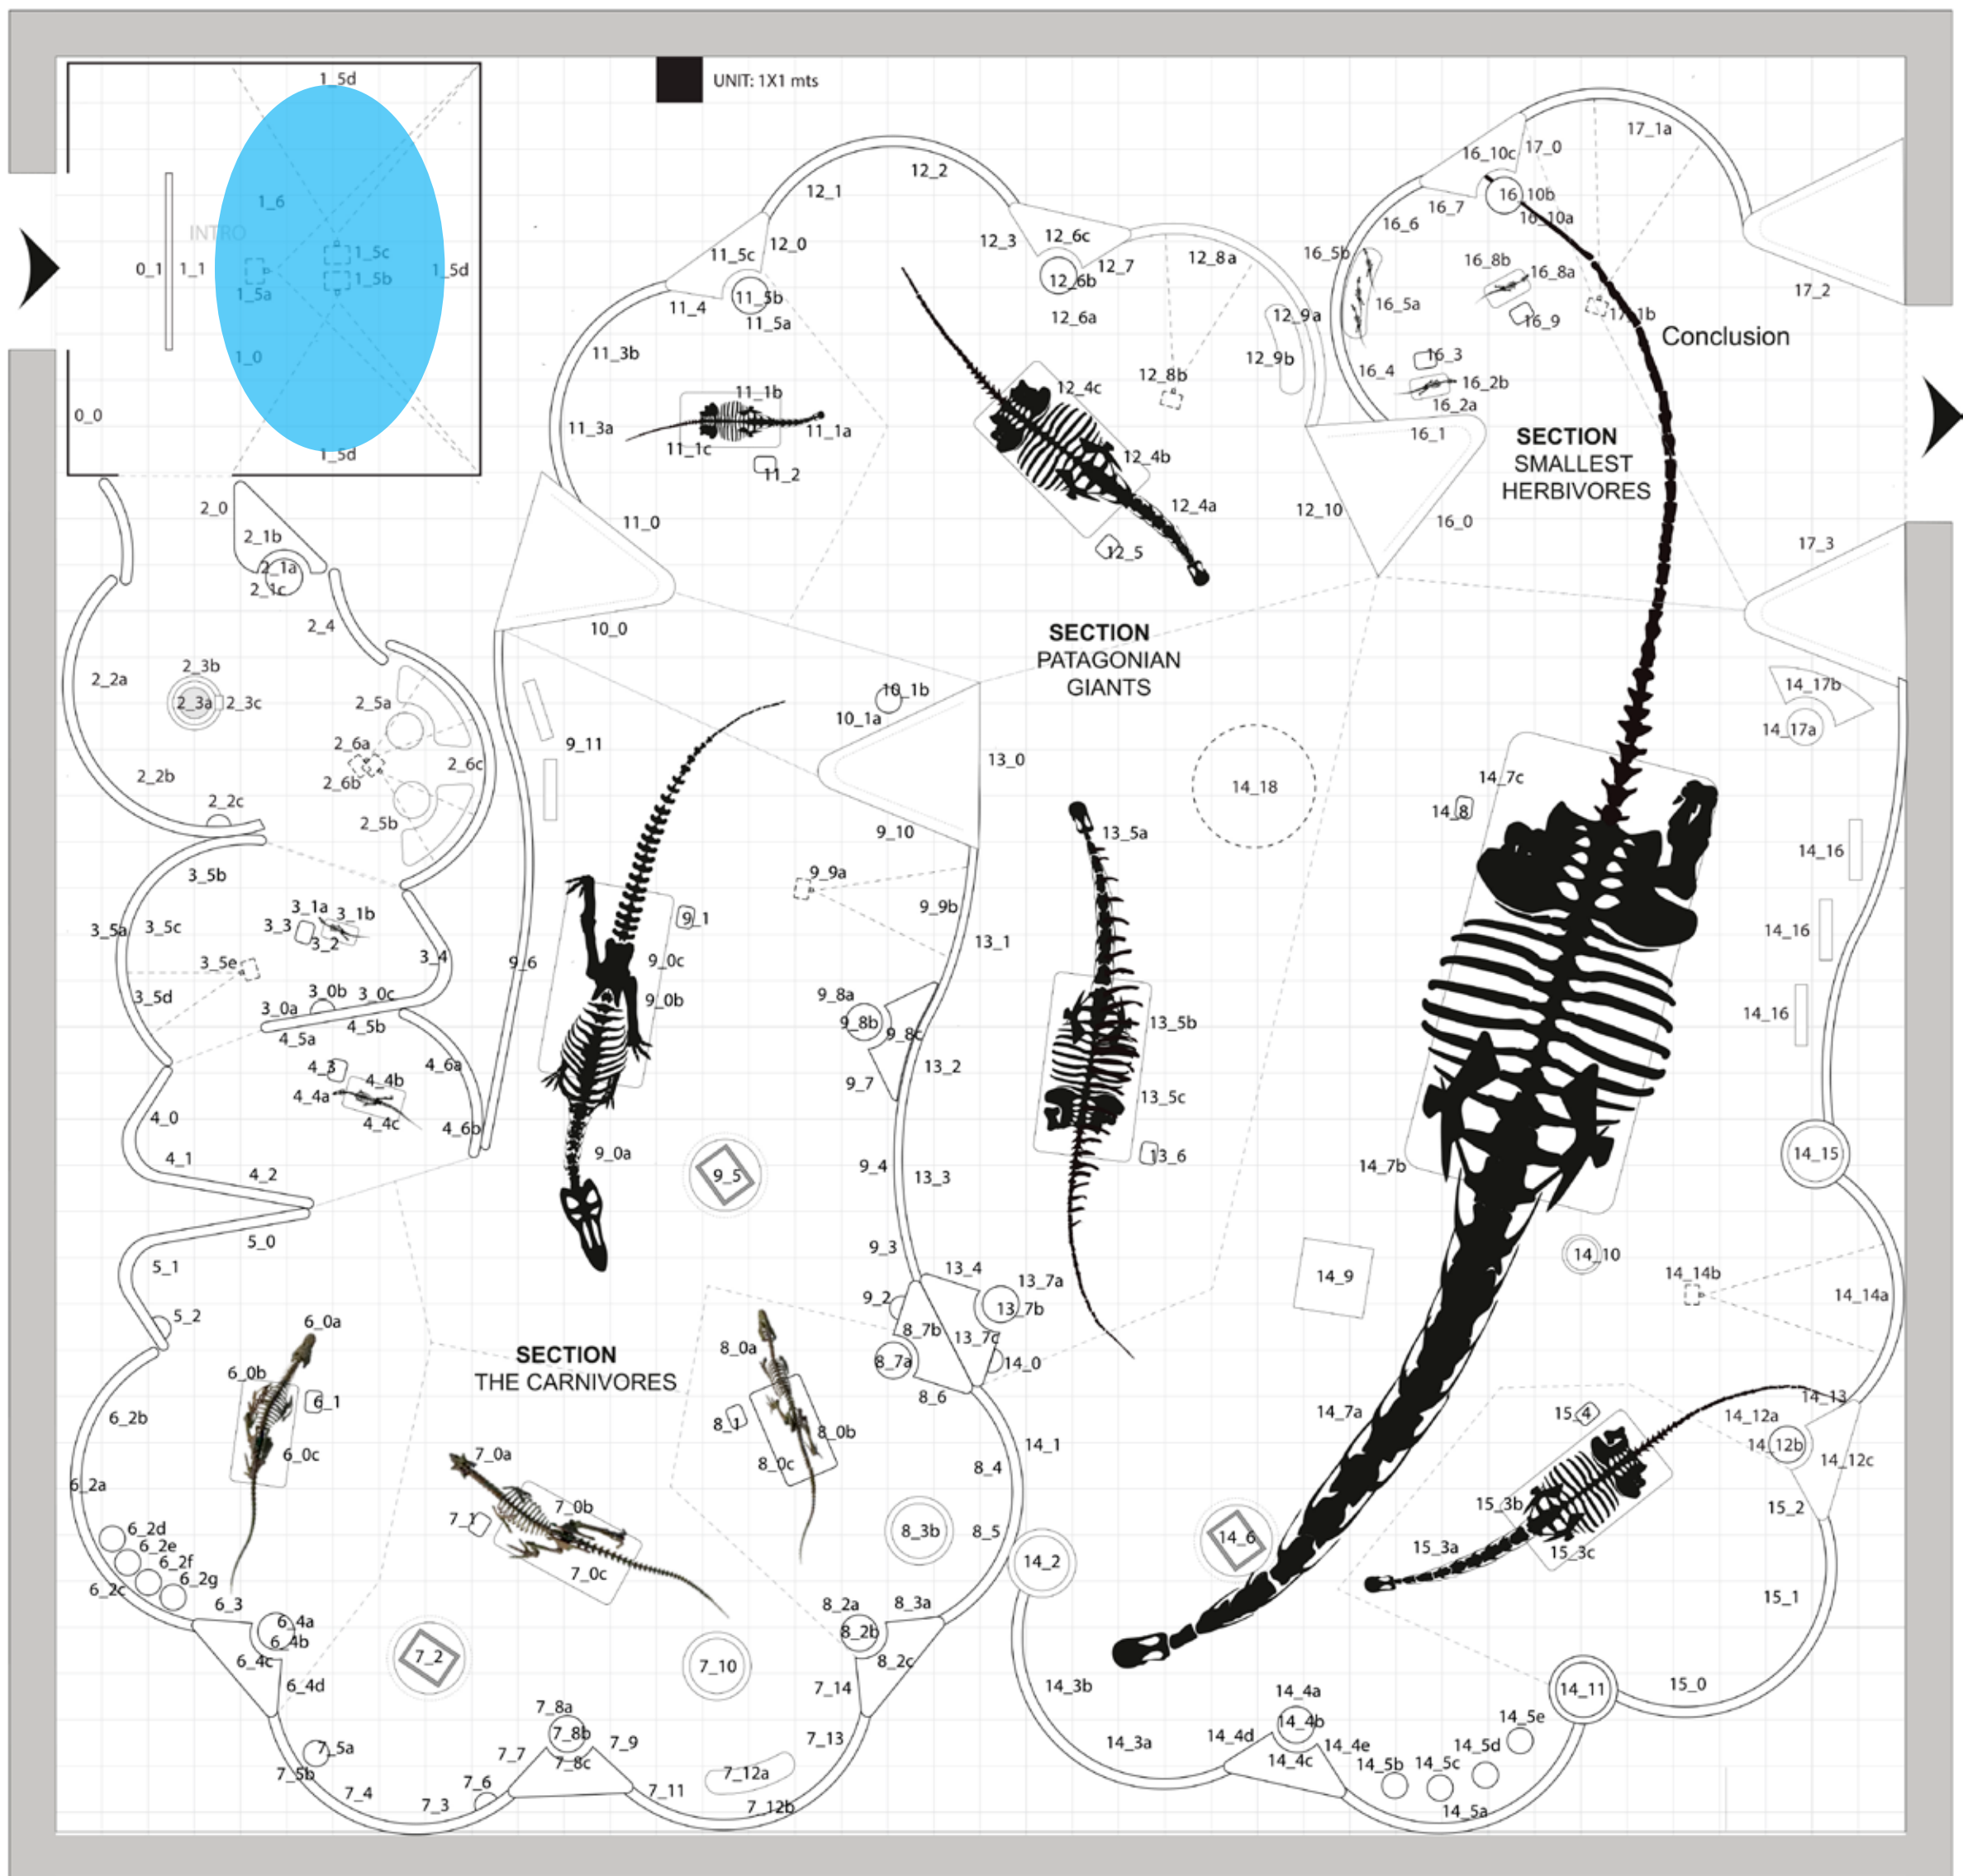 1_5d
UNIT: 1X1 mts
1_6
INTRO
0_1
1_1
1_5c
1_5a
1_5b
1_5d
1_0
0_0
1_5d
2_0
2_1b
2_1a
2_1c
2_4
2_2a
2_3b
2_3a
2_3c
2_5a
2_6a
2_6b
2_6c
2_2b
2_2c
2_5b
3_5b
3_5a
3_5c
3_1a
3_1b
3_3
3_2
3_4
3_5e
3_5d
3_0a
3_0b
3_0c
4_5a
4_5b
4_3
4_4b
4_4a
4_4c
4_6a
4_6b
4_0
4_1
4_2
5_0
5_1
5_2
6_0a
6_0b
6_1
6_0c
6_2b
6_2a
6_2d
6_2e
6_2f
6_2g
6_2c
6_3
6_4a
6_4b
6_4c
6_4d
SECTION
THE CARNIVORES
7_0a
7_0b
7_1
7_0c
7_2
7_10
7_5a
7_5b
7_4
7_3
7_6
7_7
7_8a
7_8b
7_8c
7_9
7_11
7_12a
7_12b
7_13
7_14
8_0a
8_1
8_0b
8_0c
8_7b
8_7a
8_6
8_4
8_5
8_3b
8_3a
8_2a
8_2b
8_2c
9_11
9_10
9_9a
9_9b
9_1
9_0c
9_0b
9_6
9_8a
9_8b
9_8c
9_7
9_0a
9_5
9_4
9_3
9_2
10_0
10_1b
10_1a
11_5c
11_5b
11_5a
11_4
11_3b
11_3a
11_1b
11_1a
11_1c
11_2
11_0
12_1
12_2
12_0
12_3
12_6c
12_6b
12_6a
12_7
12_8a
12_9a
12_9b
12_8b
12_4c
12_4b
12_4a
12_5
12_10
SECTION
PATAGONIAN
GIANTS
13_0
13_5a
13_1
13_2
13_5b
13_5c
13_3
13_6
13_4
13_7a
13_7b
13_7c
14_0
14_1
14_2
14_3b
14_3a
14_4a
14_4b
14_4d
14_4c
14_4e
14_5b
14_5c
14_5d
14_5e
14_5a
14_6
14_7a
14_7b
14_7c
14_8
14_9
14_10
14_11
14_12a
14_12b
14_12c
14_13
14_14b
14_14a
14_15
14_16
14_16
14_16
14_17b
14_17a
14_18
15_4
15_3b
15_3a
15_3c
15_2
15_1
15_0
16_10c
16_10b
16_10a
16_7
16_6
16_5b
16_5a
16_8b
16_8a
16_9
16_3
16_4
16_2b
16_2a
16_1
16_0
SECTION
SMALLEST
HERBIVORES
17_0
17_1a
17_1b
17_2
Conclusion
17_3